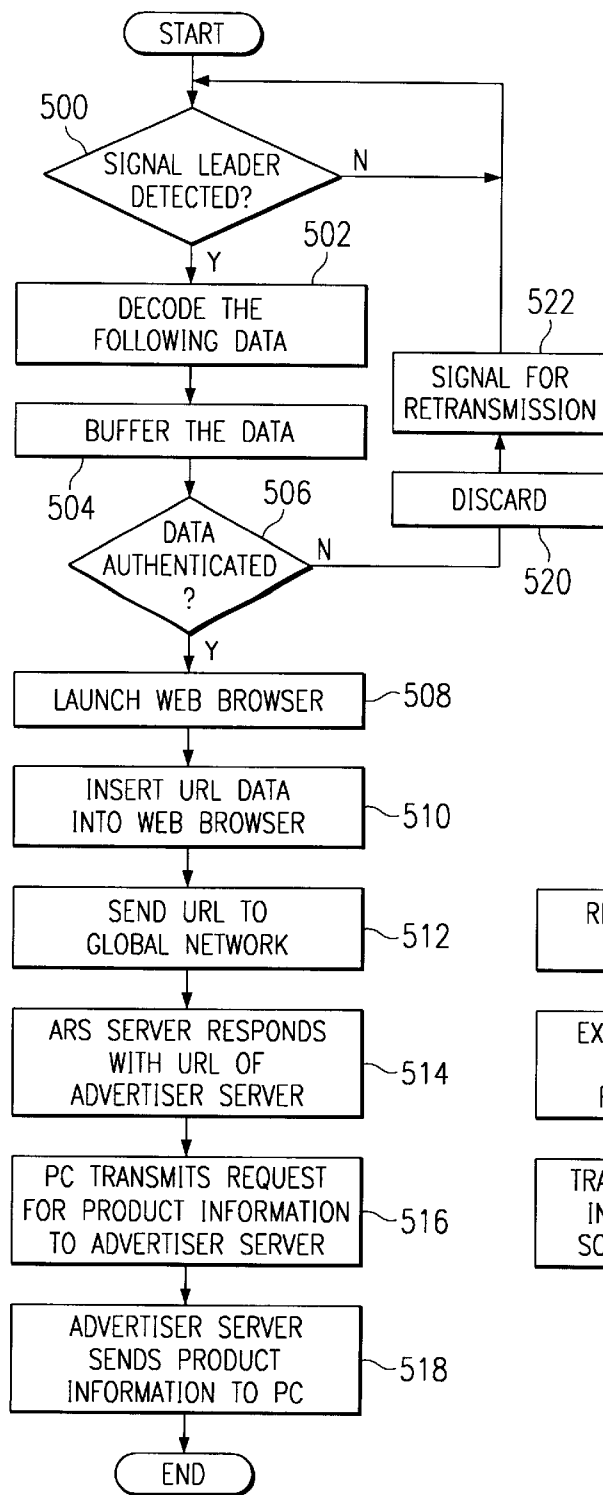 START
500
SIGNAL LEADER
DETECTED?
N
Y
502
DECODE THE
FOLLOWING DATA
522
SIGNAL FOR
RETRANSMISSION
BUFFER THE DATA
504
DISCARD
520
506
DATA
AUTHENTICATED
?
N
Y
LAUNCH WEB BROWSER
508
INSERT URL DATA
INTO WEB BROWSER
510
SEND URL TO
GLOBAL NETWORK
512
ARS SERVER RESPONDS
WITH URL OF
ADVERTISER SERVER
514
PC TRANSMITS REQUEST
FOR PRODUCT INFORMATION
TO ADVERTISER SERVER
516
ADVERTISER SERVER
SENDS PRODUCT
INFORMATION TO PC
518
END